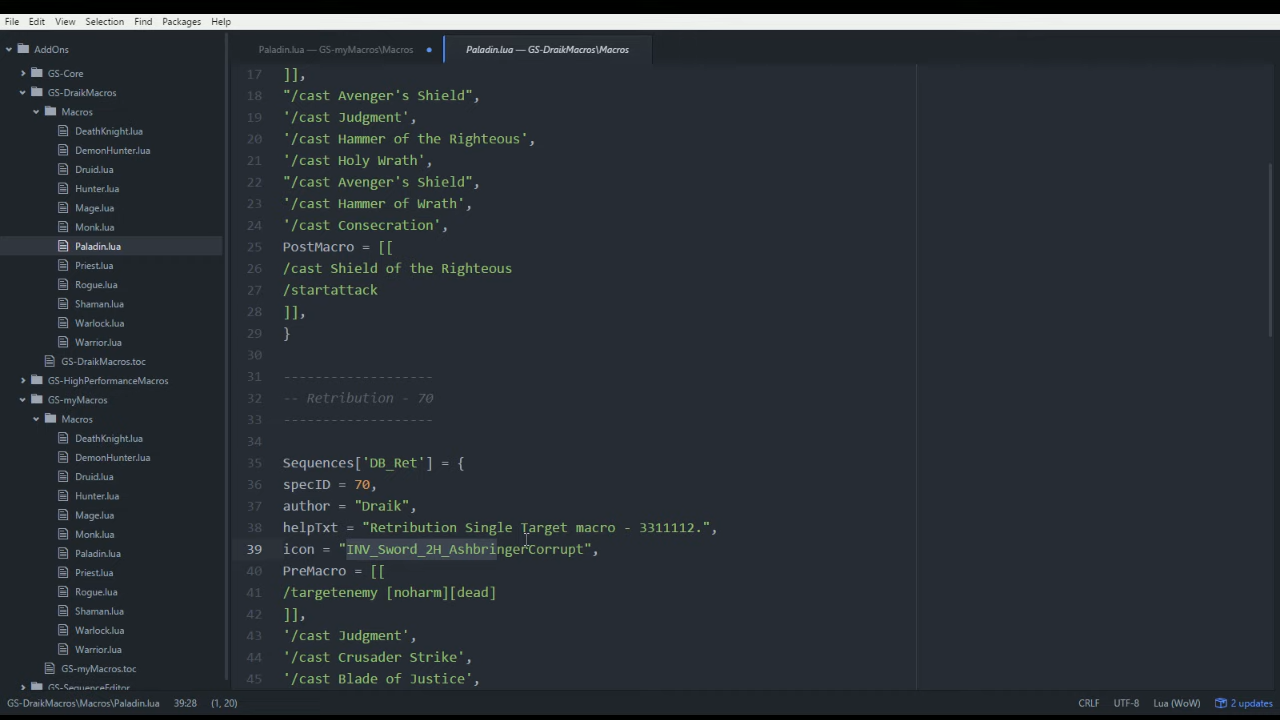 File Edit View Selection Find Packages Help
AddOns
GS-Core
GS-DraikMacros
Macros
DeathKnight.lua
DemonHunter.lua
Druid.lua
Hunter.lua
Mage.lua
Monk.lua
Paladin.lua
Priest.lua
Rogue.lua
Shaman.lua
Warlock.lua
Warrior.lua
GS-DraikMacros.toc
GS-HighPerformanceMacros
GS-myMacros
Macros
DeathKnight.lua
DemonHunter.lua
Druid.lua
Hunter.lua
Mage.lua
Monk.lua
Paladin.lua
Priest.lua
Rogue.lua
Shaman.lua
Warlock.lua
Warrior.lua
GS-myMacros.toc
GS-SequenceEditor
Paladin.lua — GS-myMacros\Macros
Paladin.lua — GS-DraikMacros\Macros
17 ]],
18 "/cast Avenger's Shield",
19 '/cast Judgment',
20 '/cast Hammer of the Righteous',
21 '/cast Holy Wrath',
22 "/cast Avenger's Shield",
23 '/cast Hammer of Wrath',
24 '/cast Consecration',
25 PostMacro = [[
26 /cast Shield of the Righteous
27 /startattack
28 ]],
29 }
30
31 -------------------
32 -- Retribution - 70
33 -------------------
34
35 Sequences['DB_Ret'] = {
36 specID = 70,
37 author = "Draik",
38 helpTxt = "Retribution Single Target macro - 3311112.",
39 icon = "INV_Sword_2H_AshbringerCorrupt",
40 PreMacro = [[
41 /targetenemy [noharm][dead]
42 ]],
43 '/cast Judgment',
44 '/cast Crusader Strike',
45 '/cast Blade of Justice',
GS-DraikMacros\Macros\Paladin.lua 39:28 (1, 20) CRLF UTF-8 Lua (WoW) 2 updates